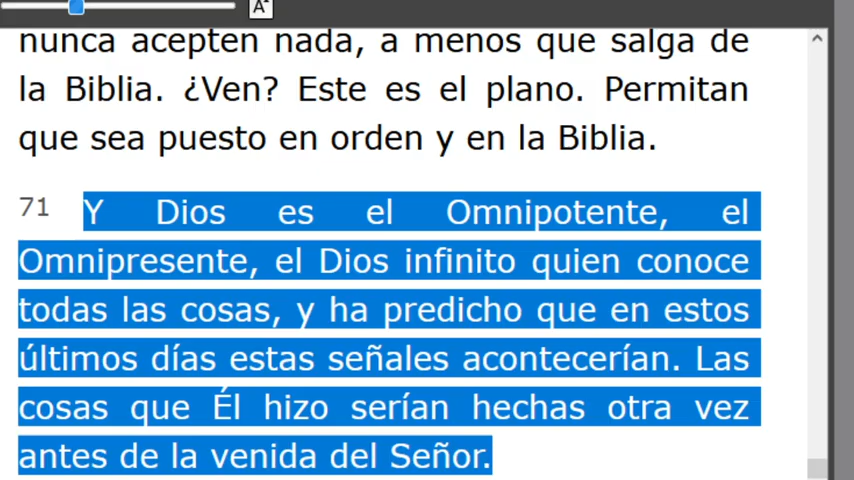 A
nunca acepten nada, a menos que salga de
la Biblia. ¿Ven? Este es el plano. Permitan
que sea puesto en orden y en la Biblia.
71 Y Dios es el Omnipotente, el
Omnipresente, el Dios infinito quien conoce
todas las cosas, y ha predicho que en estos
últimos días estas señales acontecerían. Las
cosas que Él hizo serían hechas otra vez
antes de la venida del Señor.